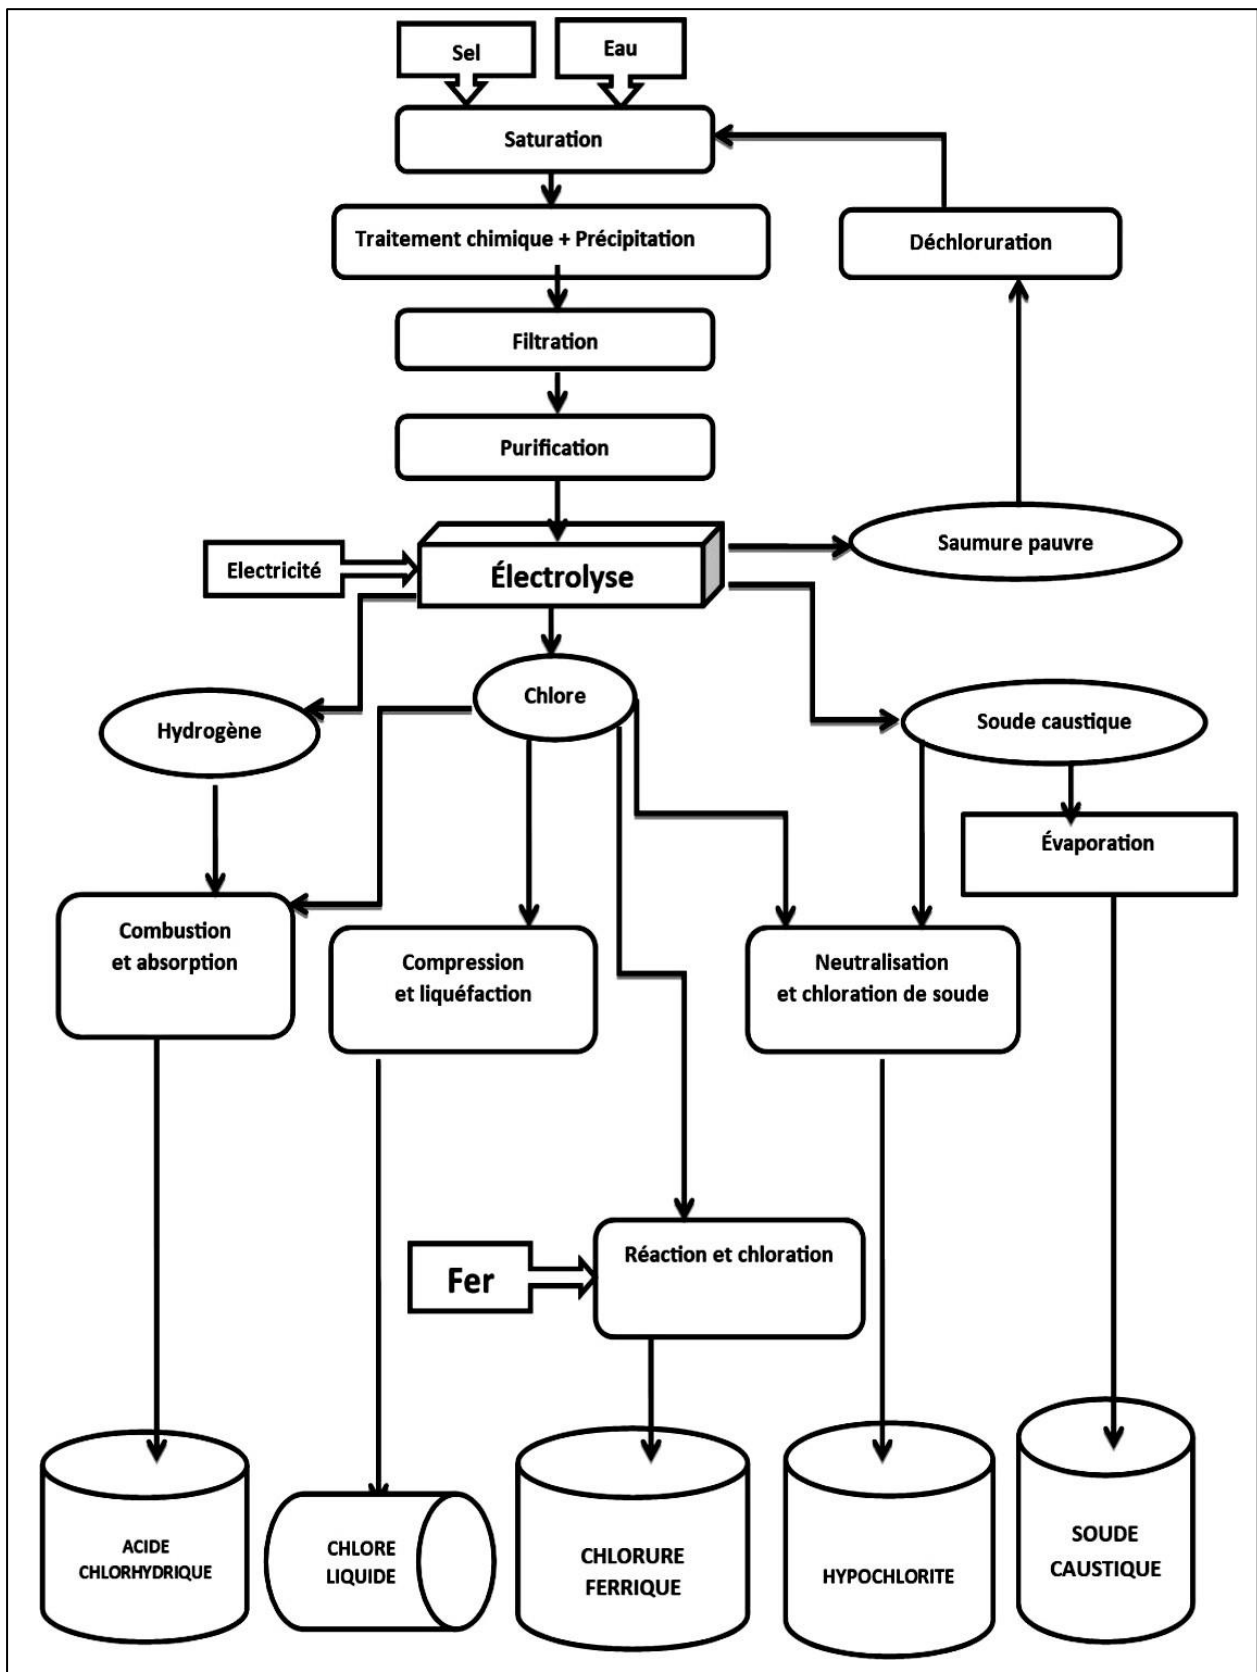 Sel
Eau
Saturation
Traitement chimique + Précipitation
Déchloruration
Filtration
Purification
Saumure pauvre
Electricité
Électrolyse
Chlore
Soude caustique
Hydrogène
Évaporation
Combustion
et absorption
Compression
et liquéfaction
Neutralisation
et chloration de soude
Réaction et chloration
Fer
ACIDE
CHLORHYDRIQUE
CHLORE
LIQUIDE
CHLORURE
FERRIQUE
HYPOCHLORITE
SOUDE
CAUSTIQUE